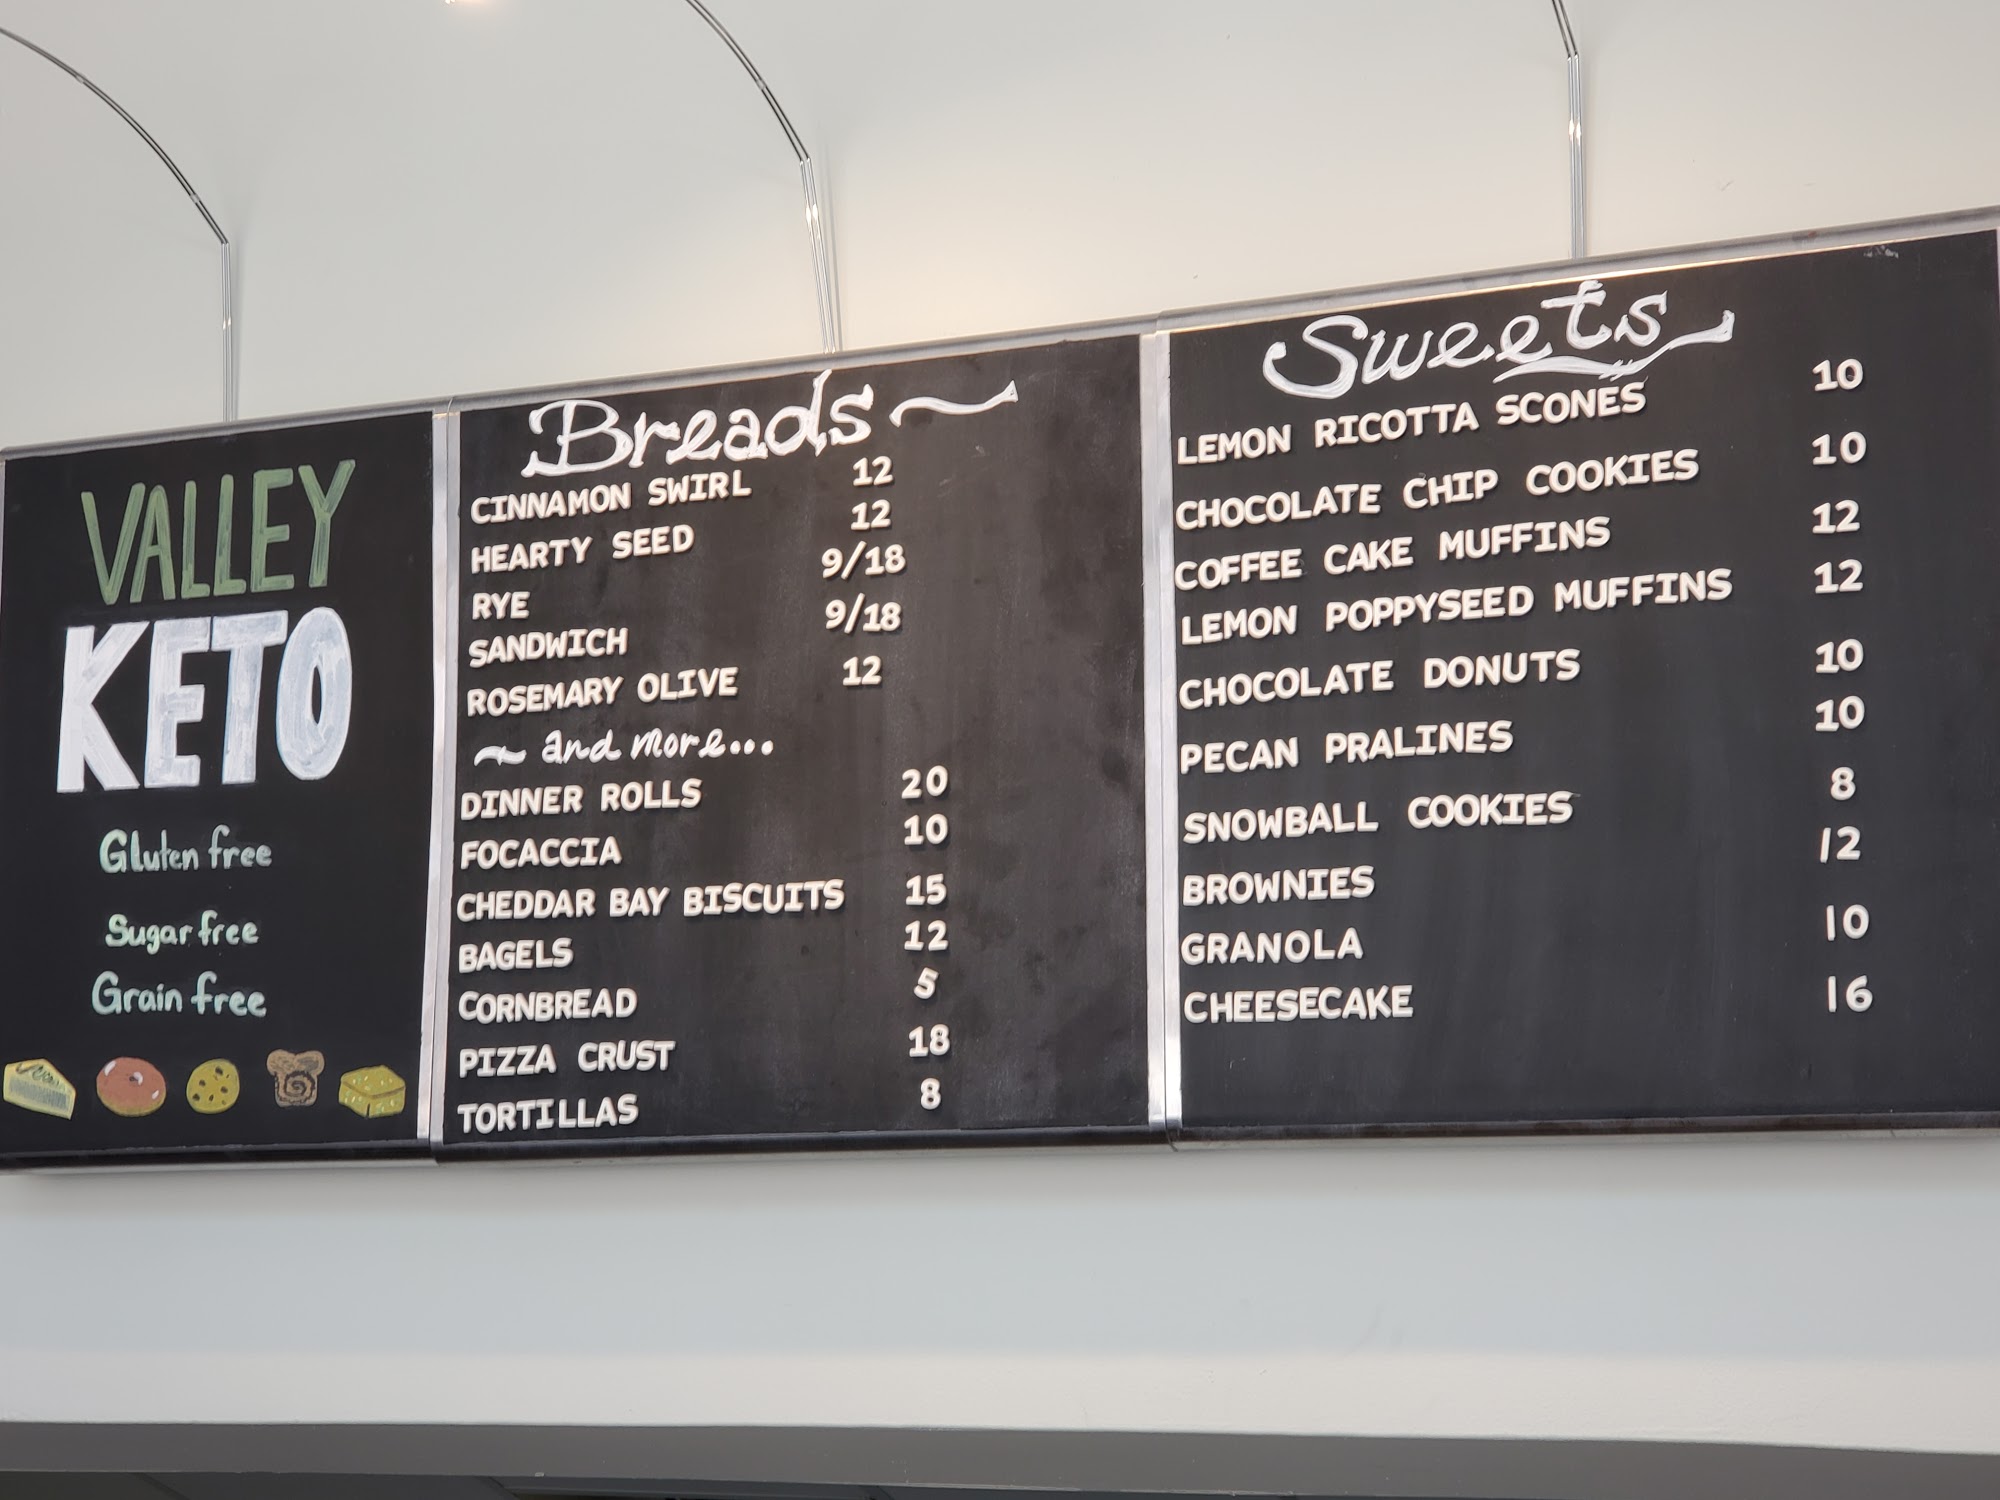 VALLEY
KETO
Gluten free
Sugar free
Grain free
Breads
CINNAMON SWIRL 12
HEARTY SEED 12
RYE 9/18
SANDWICH 9/18
ROSEMARY OLIVE 12
~ and more...
DINNER ROLLS 20
FOCACCIA 10
CHEDDAR BAY BISCUITS 15
BAGELS 12
CORNBREAD 5
PIZZA CRUST 18
TORTILLAS 8
Sweets
LEMON RICOTTA SCONES 10
CHOCOLATE CHIP COOKIES 10
COFFEE CAKE MUFFINS 12
LEMON POPPYSEED MUFFINS 12
CHOCOLATE DONUTS 10
PECAN PRALINES 10
SNOWBALL COOKIES 8
BROWNIES 12
GRANOLA 10
CHEESECAKE 16